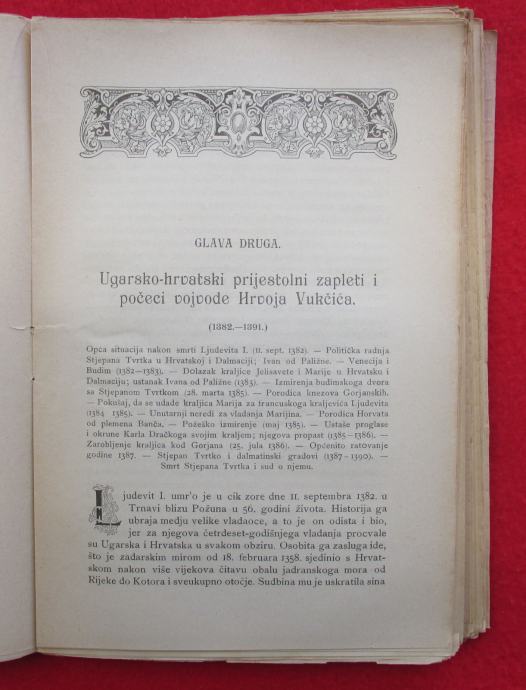 GLAVA DRUGA.
Ugarsko-hrvatski prijestolni zapleti i
počeci vojvode Hrvoja Vukčića.
(1382.—1391.)
Opća situacija nakon smrti Ljudevita I. (11. sept. 1382). — Politička radnja
Stjepana Tvrtka u Hrvatskoj i Dalmaciji; Ivan od Paližne. — Venecija i
Budim (1382—1383). — Dolazak kraljice Jelisavete i Marije u Hrvatsku i
Dalmaciju; ustanak Ivana od Paližne (1383). — Izmirenja budimskoga dvora
sa Stjepanom Tvrtkom (28. marta 1385). — Porodica knezova Gorjanskih.
— Pokušaj, da se udade kraljica Marija za francuskoga kraljevića Ljudevita
(1384—1385). — Unutarnji neredi za vladanja Marijina. — Porodica Horvata
od plemena Banča. — Požeško izmirenje (maj 1385). — Ustaše proglase
i okrune Karla Dračkoga svojim kraljem; njegova propast (1385—1386). —
Zarobljenje kraljica kod Gorjana (25. jula 1386). — Općenito ratovanje
godine 1387. — Stjepan Tvrtko i dalmatinski gradovi (1387—1390). —
Smrt Stjepana Tvrtka i sud o njemu.
Ljudevit I. umr'o je u cik zore dne 11. septembra 1382. u
Trnavi blizu Požuna u 56. godini života. Historija ga
ubraja medju velike vladaoce, a to je on odista i bio,
jer za njegova četrdeset-godišnjega vladanja procvale
su Ugarska i Hrvatska u svakom obziru. Osobita ga zasluga ide,
što je zadarskim mirom od 18. februara 1358. sjedinio s Hrvat-
skom nakon više vijekova čitavu obalu jadranskoga mora od
Rijeke do Kotora i sveukupno otočje. Sudbina mu je uskratila sina